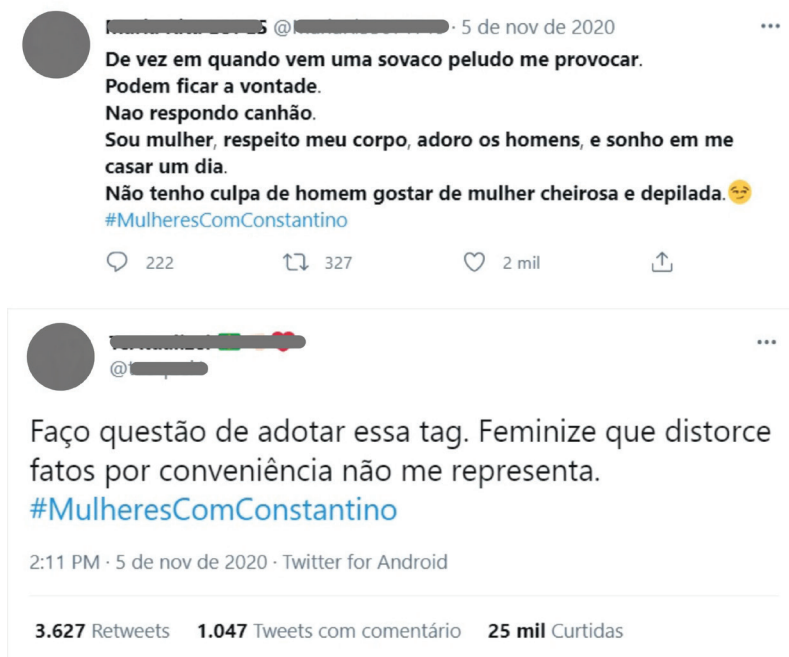 @ · 5 de nov de 2020
De vez em quando vem uma sovaco peludo me provocar.
Podem ficar a vontade.
Nao respondo canhão.
Sou mulher, respeito meu corpo, adoro os homens, e sonho em me
casar um dia.
Não tenho culpa de homem gostar de mulher cheirosa e depilada.😏
#MulheresComConstantino
222 327 2 mil
@
Faço questão de adotar essa tag. Feminize que distorce
fatos por conveniência não me representa.
#MulheresComConstantino
2:11 PM · 5 de nov de 2020 · Twitter for Android
3.627 Retweets 1.047 Tweets com comentário 25 mil Curtidas